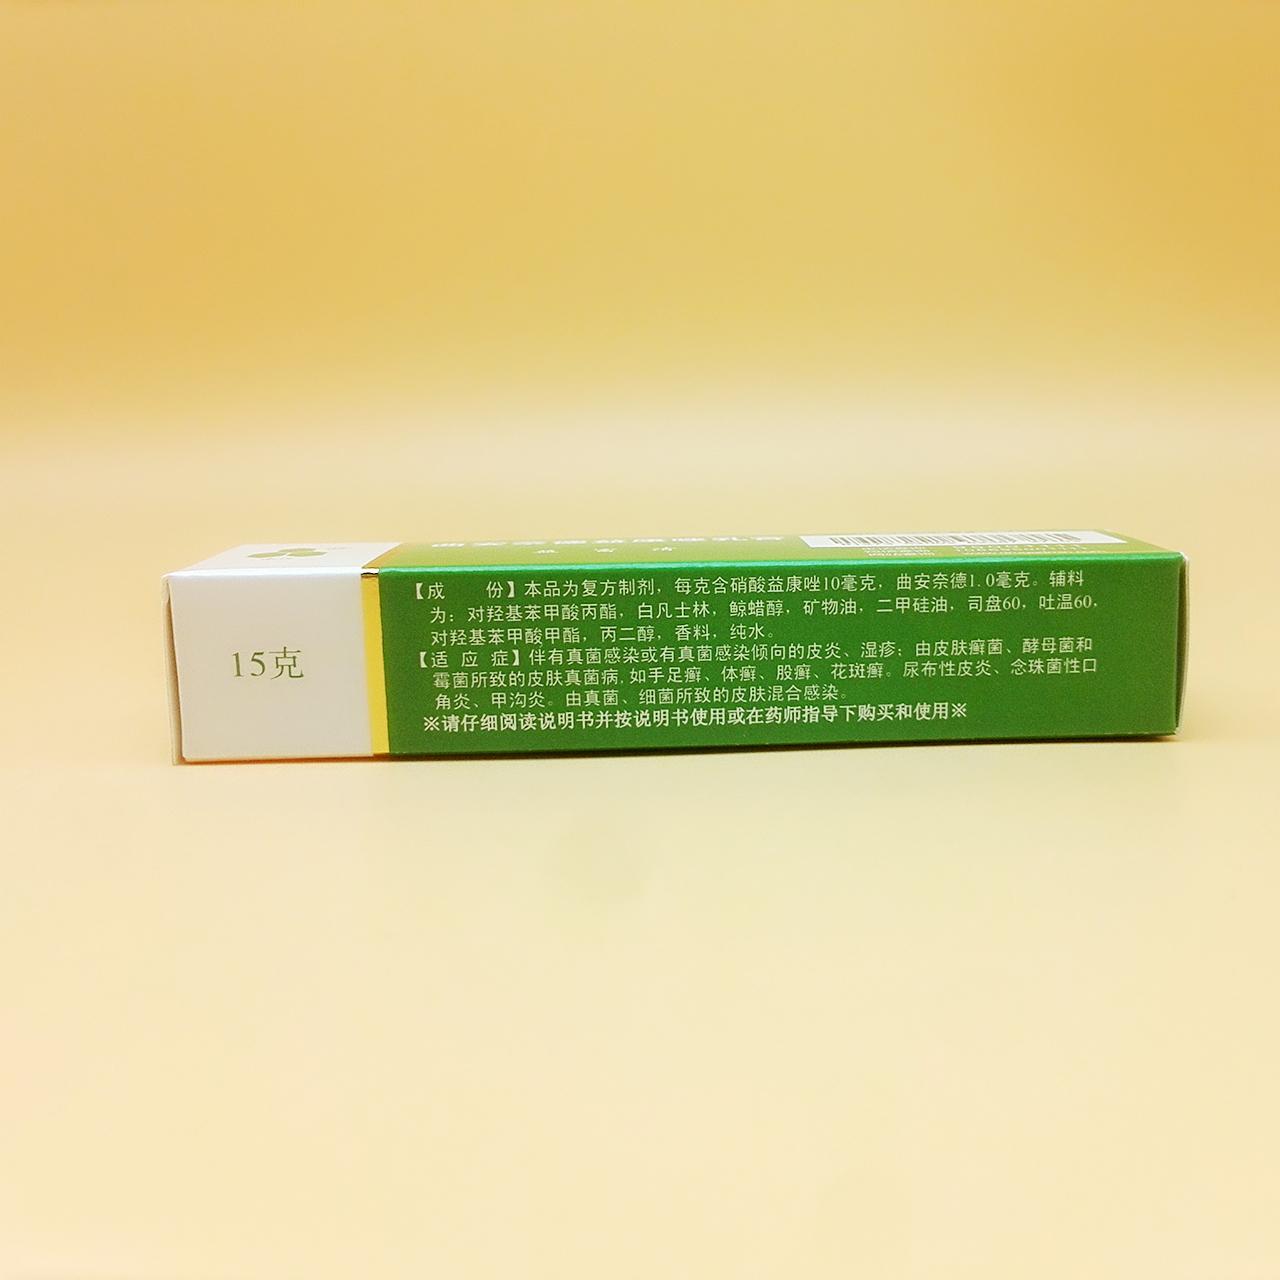 益富清
15克
【成 份】本品为复方制剂，每克含硝酸益康唑10毫克，曲安奈德1.0毫克。辅料
为：对羟基苯甲酸丙酯，白凡士林，鲸蜡醇，矿物油，二甲硅油，司盘60，吐温60，
对羟基苯甲酸甲酯，丙二醇，香料，纯水。
【适 应 症】伴有真菌感染或有真菌感染倾向的皮炎、湿疹；由皮肤癣菌、酵母菌和
霉菌所致的皮肤真菌病，如手足癣、体癣、股癣、花斑癣。尿布性皮炎、念珠菌性口
角炎、甲沟炎。由真菌、细菌所致的皮肤混合感染。
※请仔细阅读说明书并按说明书使用或在药师指导下购买和使用※